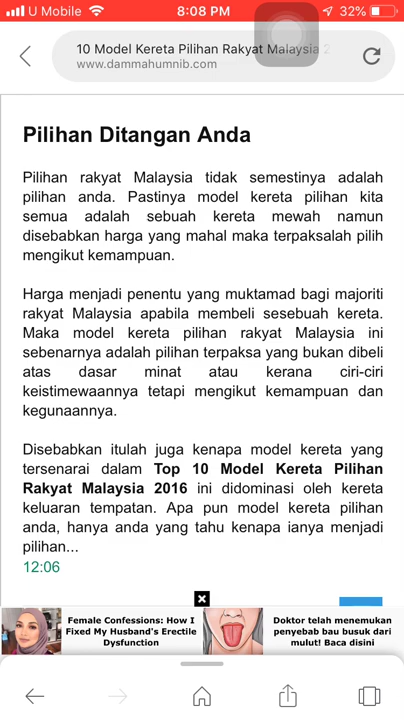 U Mobile 8:08 PM 32%
10 Model Kereta Pilihan Rakyat Malaysia 2
www.dammahumnib.com
Pilihan Ditangan Anda
Pilihan rakyat Malaysia tidak semestinya adalah
pilihan anda. Pastinya model kereta pilihan kita
semua adalah sebuah kereta mewah namun
disebabkan harga yang mahal maka terpaksalah pilih
mengikut kemampuan.
Harga menjadi penentu yang muktamad bagi majoriti
rakyat Malaysia apabila membeli sesebuah kereta.
Maka model kereta pilihan rakyat Malaysia ini
sebenarnya adalah pilihan terpaksa yang bukan dibeli
atas dasar minat atau kerana ciri-ciri
keistimewaannya tetapi mengikut kemampuan dan
kegunaannya.
Disebabkan itulah juga kenapa model kereta yang
tersenarai dalam Top 10 Model Kereta Pilihan
Rakyat Malaysia 2016 ini didominasi oleh kereta
keluaran tempatan. Apa pun model kereta pilihan
anda, hanya anda yang tahu kenapa ianya menjadi
pilihan...
12:06
Female Confessions: How I
Fixed My Husband's Erectile
Dysfunction
Doktor telah menemukan
penyebab bau busuk dari
mulut! Baca disini